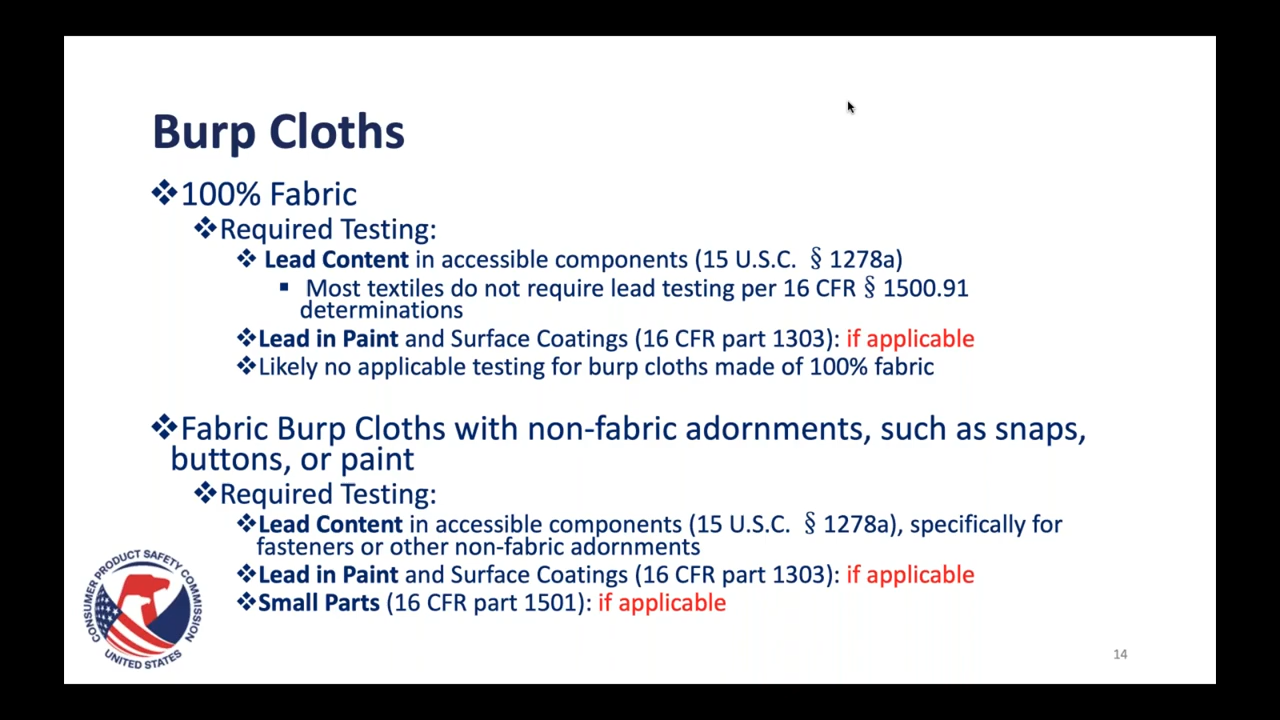 Burp Cloths
❖100% Fabric
❖Required Testing:
❖ Lead Content in accessible components (15 U.S.C. § 1278a)
▪ Most textiles do not require lead testing per 16 CFR § 1500.91
determinations
❖Lead in Paint and Surface Coatings (16 CFR part 1303): if applicable
❖Likely no applicable testing for burp cloths made of 100% fabric
❖Fabric Burp Cloths with non-fabric adornments, such as snaps,
buttons, or paint
❖Required Testing:
❖Lead Content in accessible components (15 U.S.C. § 1278a), specifically for
fasteners or other non-fabric adornments
❖Lead in Paint and Surface Coatings (16 CFR part 1303): if applicable
❖Small Parts (16 CFR part 1501): if applicable
CONSUMER PRODUCT SAFETY COMMISSION
UNITED STATES
14